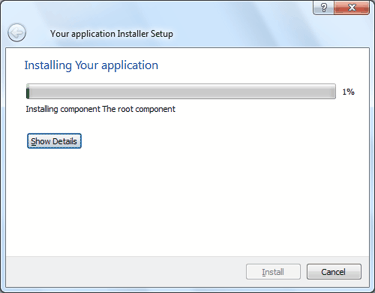 ?
Your application Installer Setup
Installing Your application
1%
Installing component The root component
Show Details
Install
Cancel